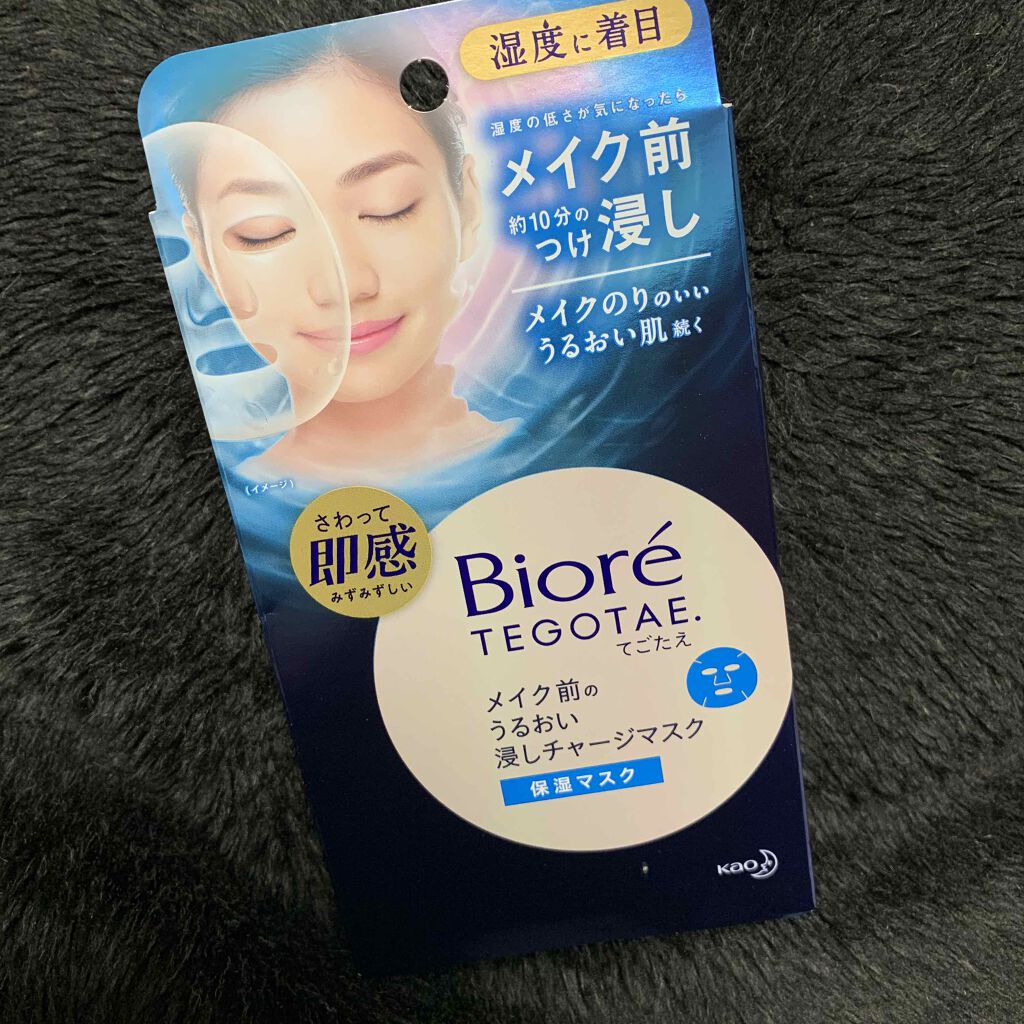 湿度に着目
湿度の低さが気になったら
メイク前
約10分の
つけ浸し
メイクのりのいい
うるおい肌続く
(イメージ)
さわって
即感
みずみずしい
Bioré
TEGOTAE.
てごたえ
メイク前の
うるおい
浸しチャージマスク
保湿マスク
Kao